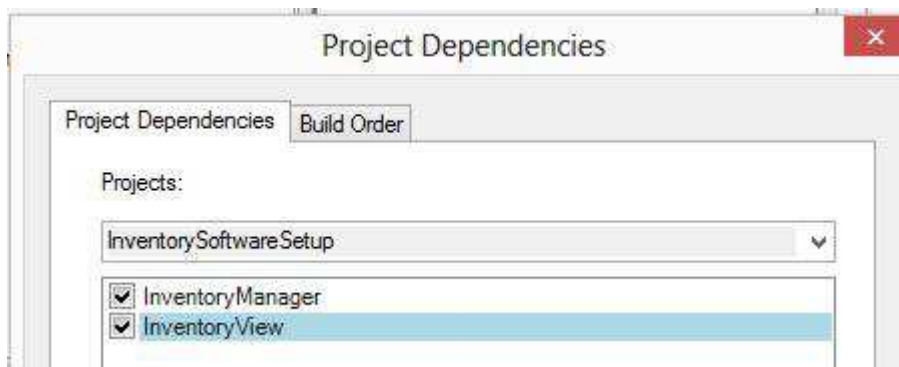 Project Dependencies
Project Dependencies
Build Order
Projects:
InventorySoftwareSetup
InventoryManager
InventoryView